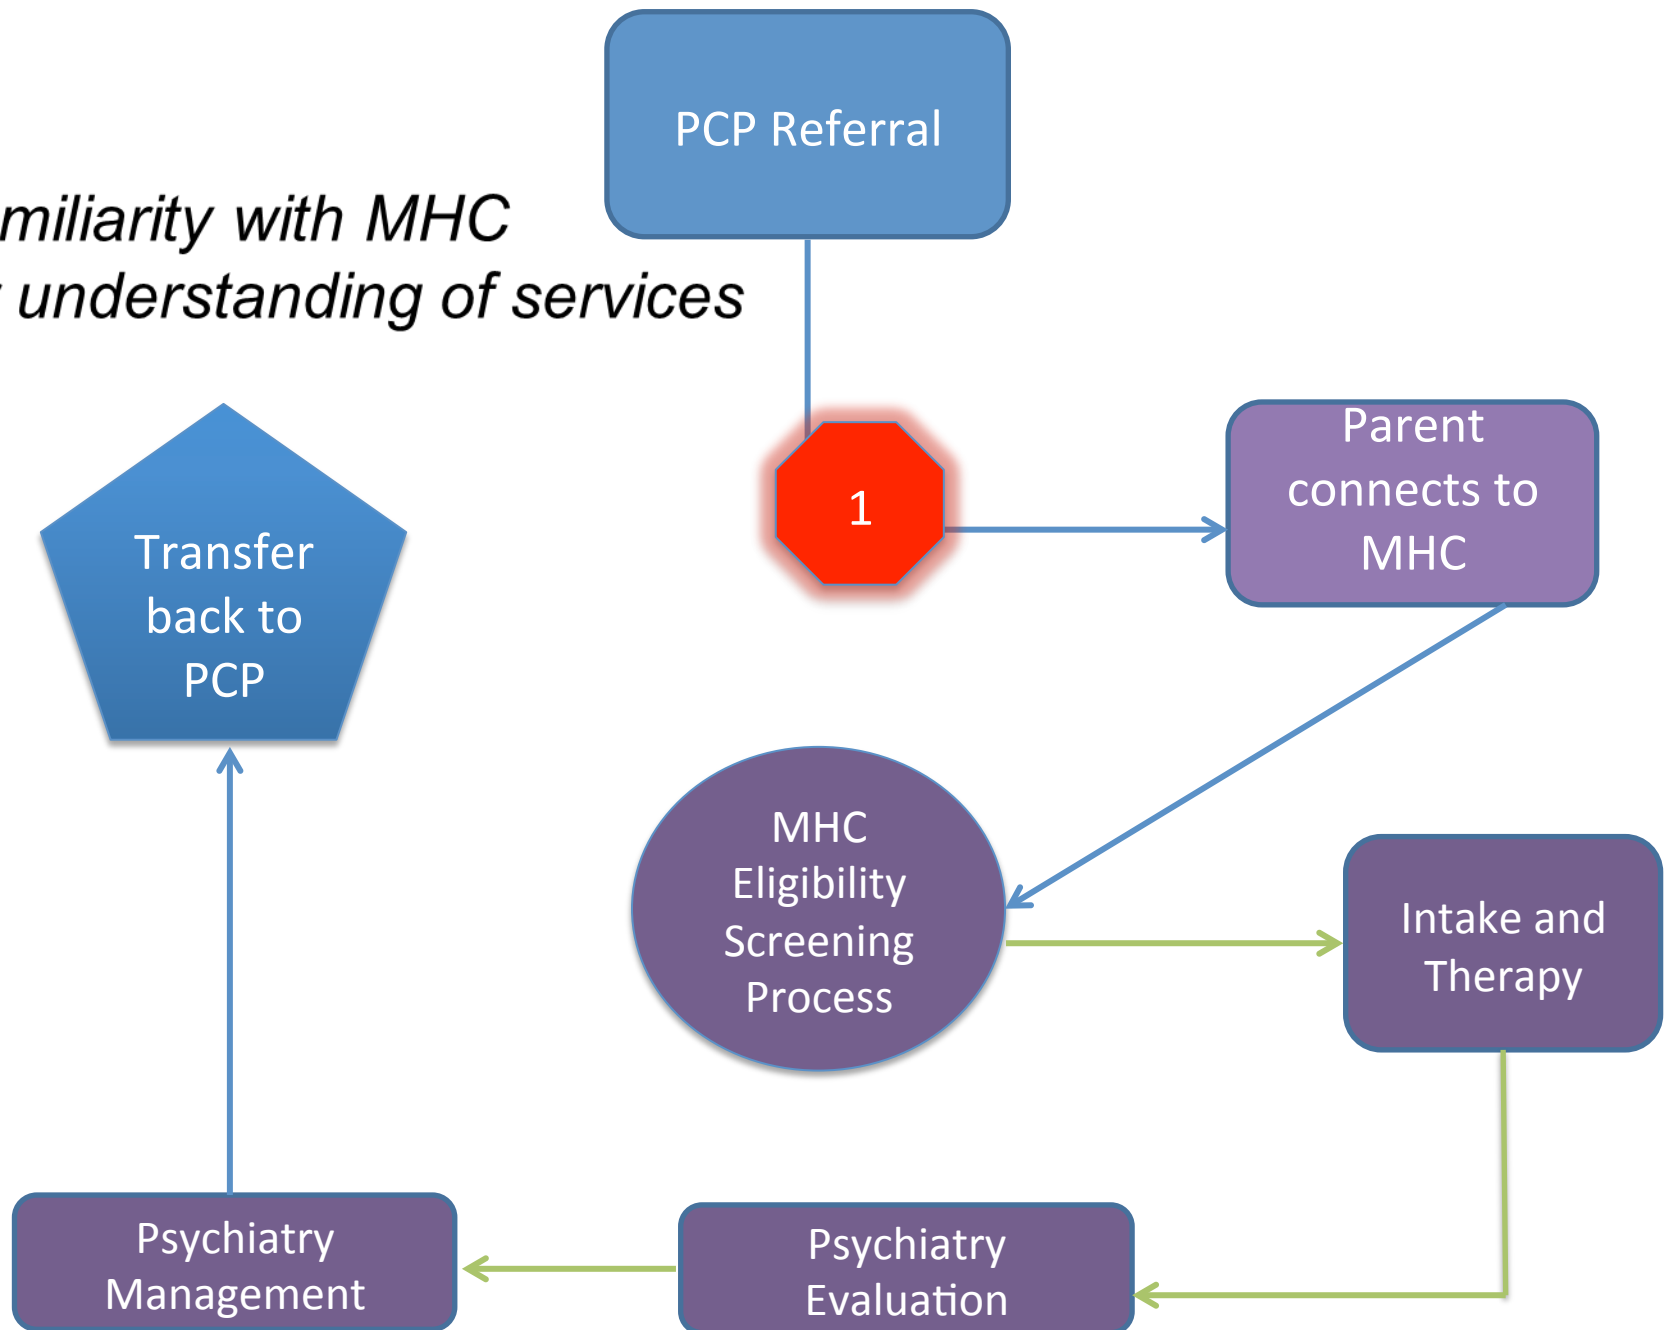 PCP Referral
miliarity with MHC
understanding of services
1
Parent
connects to
MHC
Transfer
back to
PCP
MHC
Eligibility
Screening
Process
Intake and
Therapy
Psychiatry
Management
Psychiatry
Evaluation